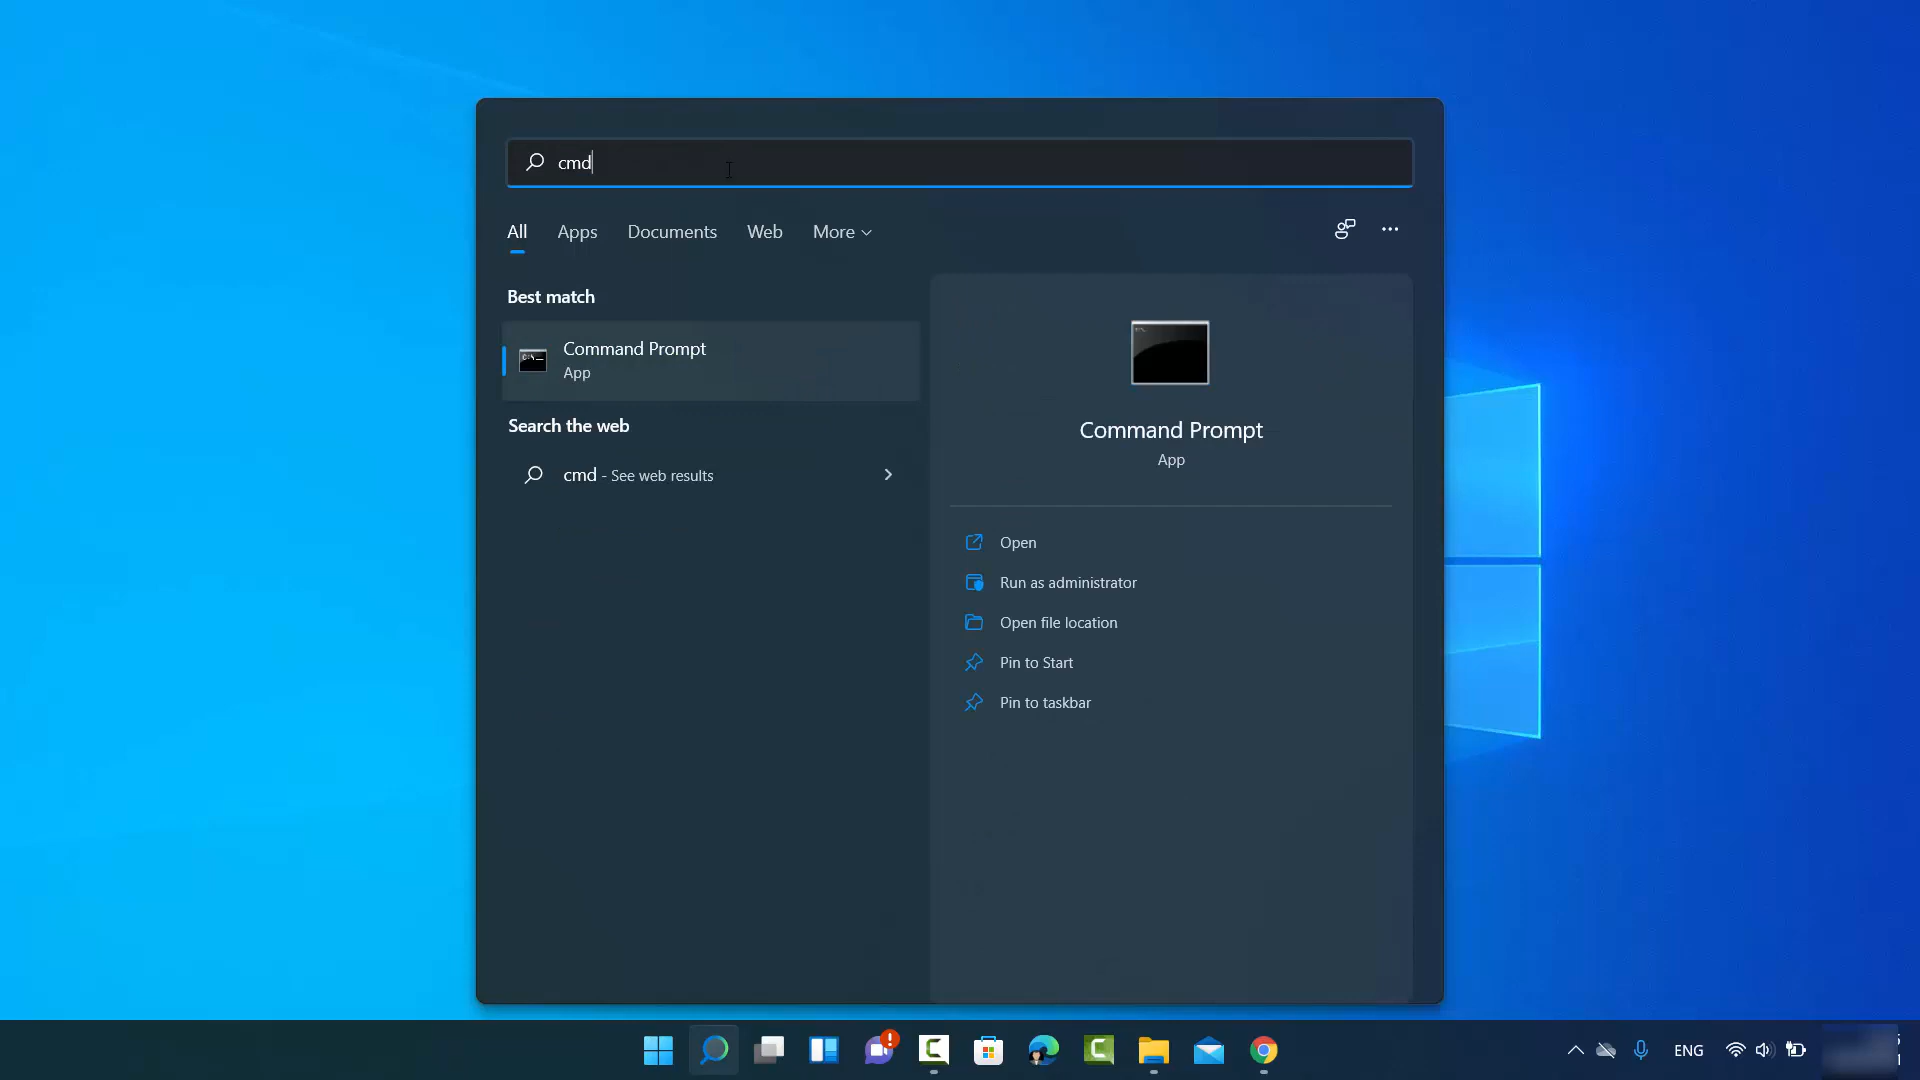 cmd
All Apps Documents Web More
Best match
Command Prompt
App
Search the web
cmd - See web results
Command Prompt
App
Open
Run as administrator
Open file location
Pin to Start
Pin to taskbar
ENG